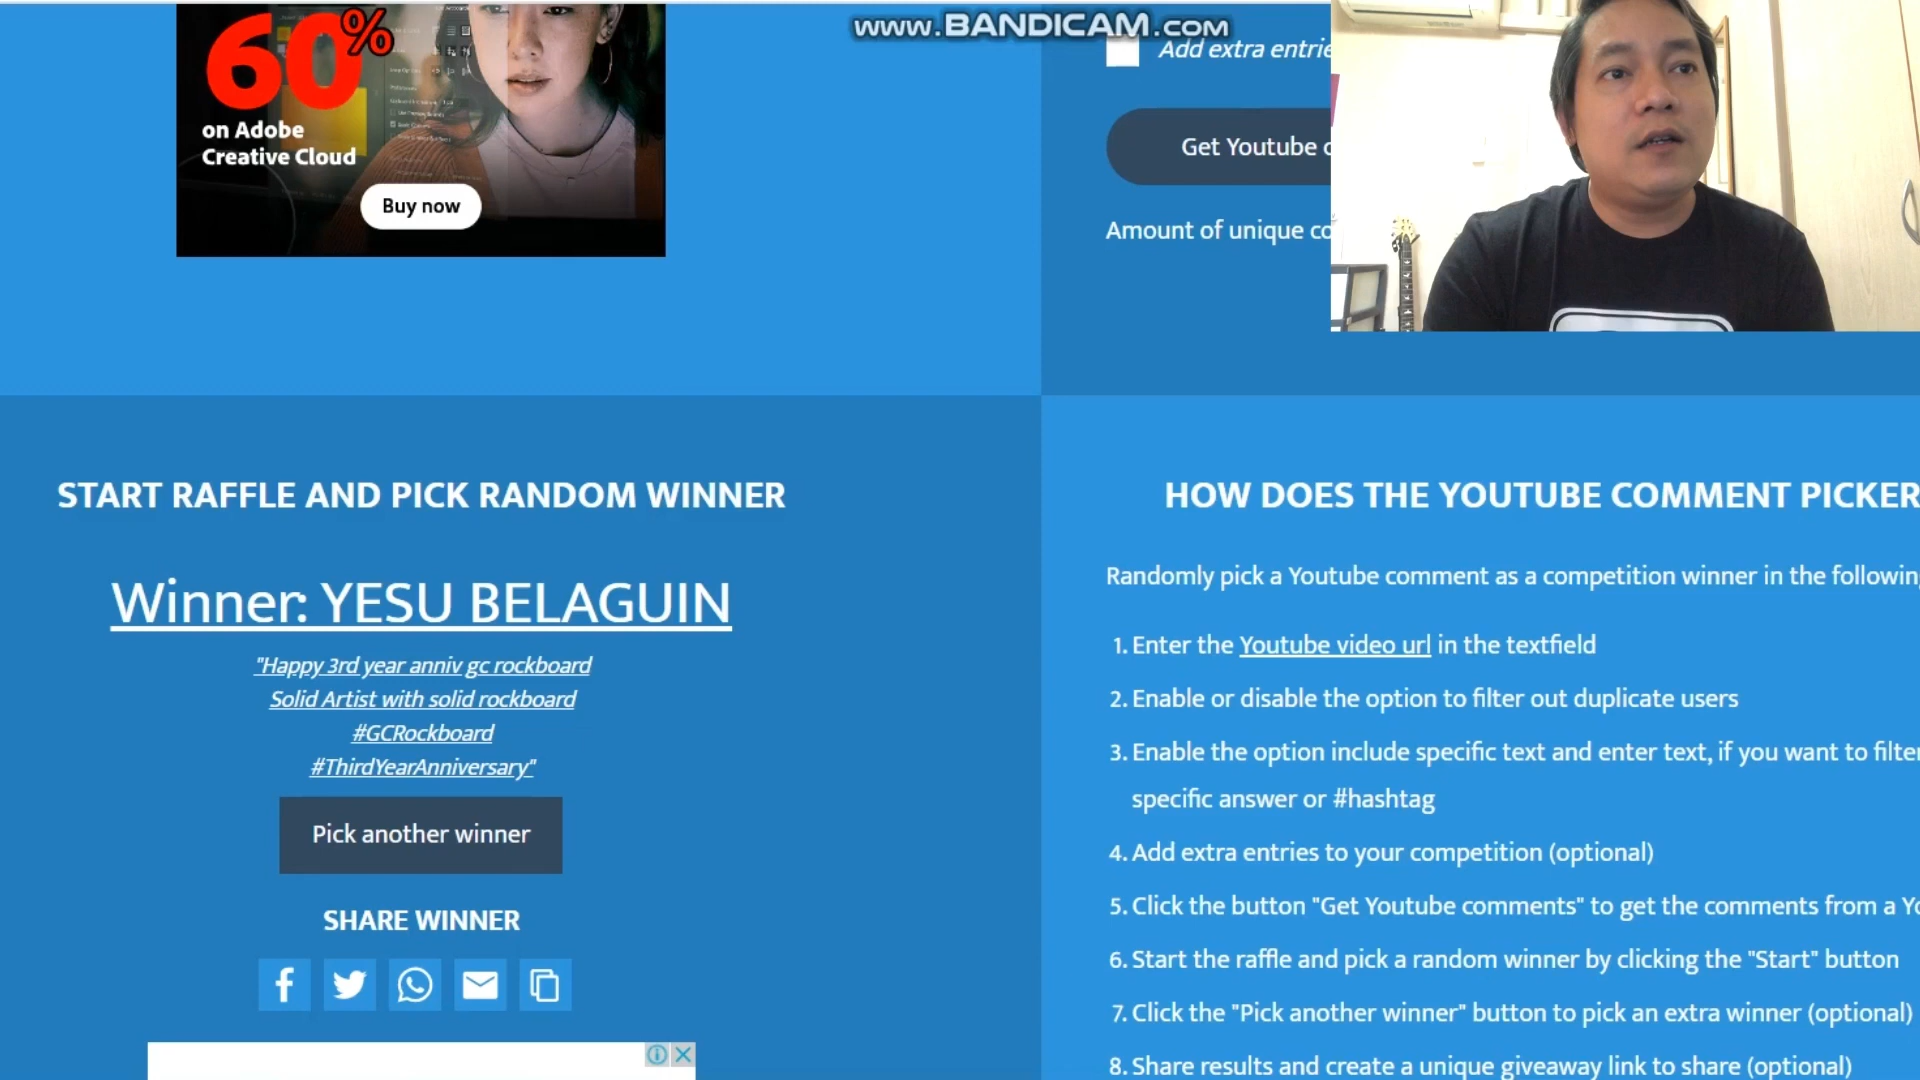 www.BANDICAM.com
60%
on Adobe
Creative Cloud
Buy now
Add extra entrie
Get Youtube c
Amount of unique co
START RAFFLE AND PICK RANDOM WINNER
Winner: YESU BELAGUIN
"Happy 3rd year anniv gc rockboard
Solid Artist with solid rockboard
#GCRockboard
#ThirdYearAnniversary"
Pick another winner
SHARE WINNER
HOW DOES THE YOUTUBE COMMENT PICKER
Randomly pick a Youtube comment as a competition winner in the following
1. Enter the Youtube video url in the textfield
2. Enable or disable the option to filter out duplicate users
3. Enable the option include specific text and enter text, if you want to filter
specific answer or #hashtag
4. Add extra entries to your competition (optional)
5. Click the button "Get Youtube comments" to get the comments from a Yo
6. Start the raffle and pick a random winner by clicking the "Start" button
7. Click the "Pick another winner" button to pick an extra winner (optional)
8. Share results and create a unique giveaway link to share (optional)